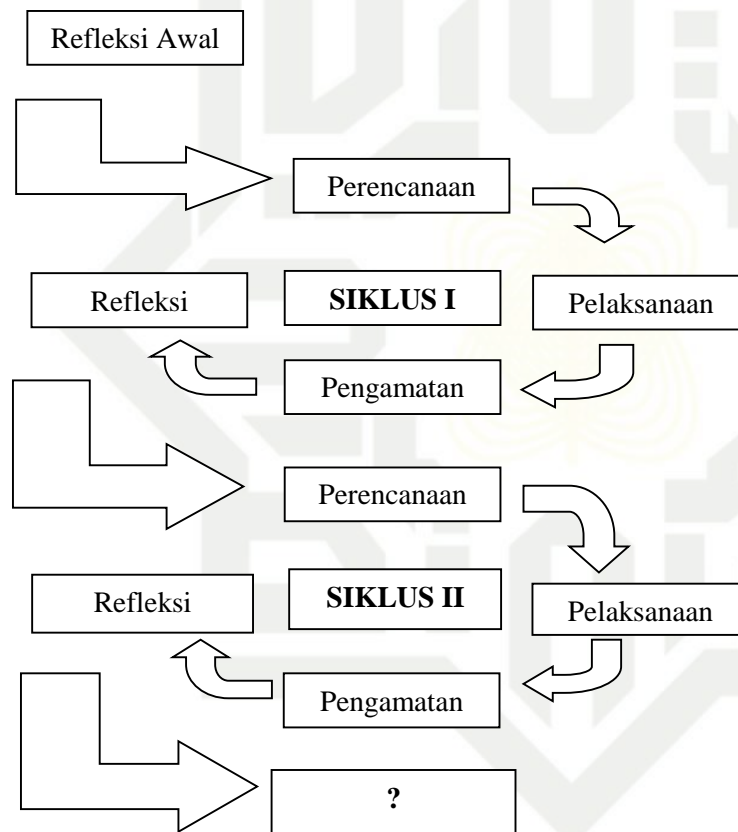 Refleksi Awal
Perencanaan
Refleksi
SIKLUS I
Pelaksanaan
Pengamatan
Perencanaan
Refleksi
SIKLUS II
Pelaksanaan
Pengamatan
?